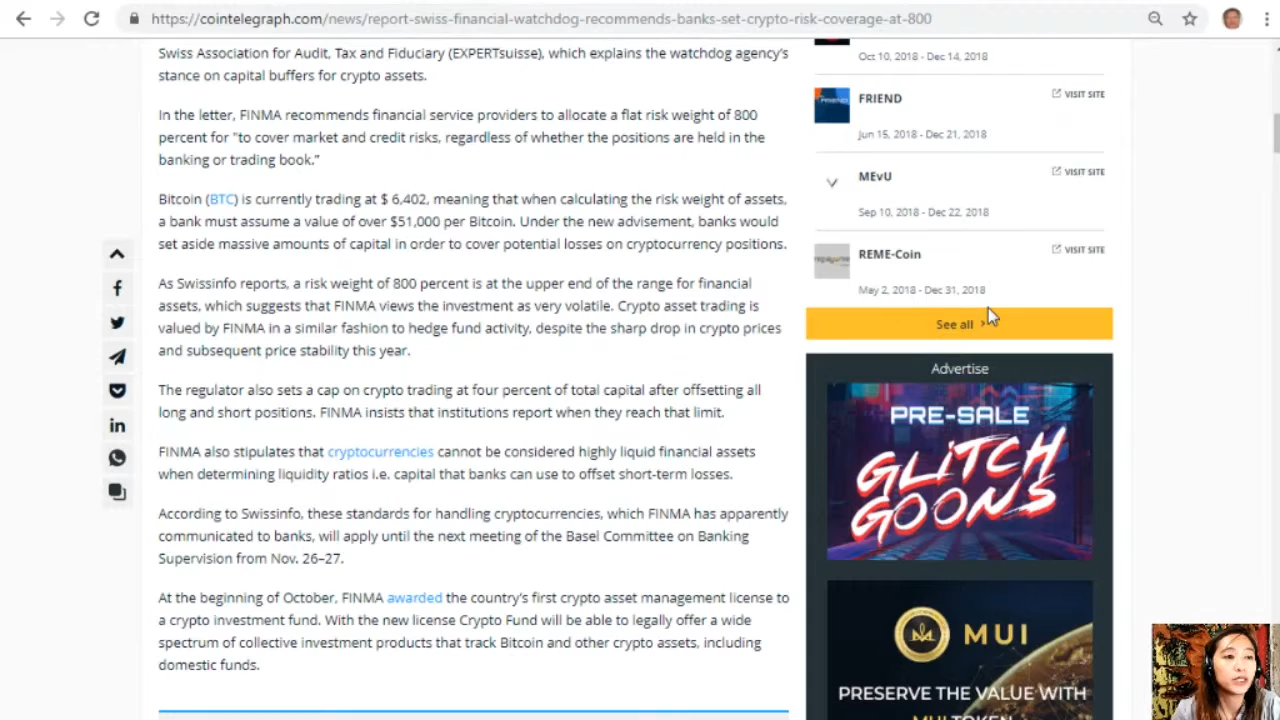 https://cointelegraph.com/news/report-swiss-financial-watchdog-recommends-banks-set-crypto-risk-coverage-at-800
Swiss Association for Audit, Tax and Fiduciary (EXPERTsuisse), which explains the watchdog agency's
stance on capital buffers for crypto assets.
In the letter, FINMA recommends financial service providers to allocate a flat risk weight of 800
percent for "to cover market and credit risks, regardless of whether the positions are held in the
banking or trading book."
Bitcoin (BTC) is currently trading at $ 6,402, meaning that when calculating the risk weight of assets,
a bank must assume a value of over $51,000 per Bitcoin. Under the new advisement, banks would
set aside massive amounts of capital in order to cover potential losses on cryptocurrency positions.
As Swissinfo reports, a risk weight of 800 percent is at the upper end of the range for financial
assets, which suggests that FINMA views the investment as very volatile. Crypto asset trading is
valued by FINMA in a similar fashion to hedge fund activity, despite the sharp drop in crypto prices
and subsequent price stability this year.
The regulator also sets a cap on crypto trading at four percent of total capital after offsetting all
long and short positions. FINMA insists that institutions report when they reach that limit.
FINMA also stipulates that cryptocurrencies cannot be considered highly liquid financial assets
when determining liquidity ratios i.e. capital that banks can use to offset short-term losses.
According to Swissinfo, these standards for handling cryptocurrencies, which FINMA has apparently
communicated to banks, will apply until the next meeting of the Basel Committee on Banking
Supervision from Nov. 26–27.
At the beginning of October, FINMA awarded the country's first crypto asset management license to
a crypto investment fund. With the new license Crypto Fund will be able to legally offer a wide
spectrum of collective investment products that track Bitcoin and other crypto assets, including
domestic funds.
Oct 10, 2018 - Dec 14, 2018
FRIEND
VISIT SITE
Jun 15, 2018 - Dec 21, 2018
MEvU
VISIT SITE
Sep 10, 2018 - Dec 22, 2018
REME-Coin
VISIT SITE
May 2, 2018 - Dec 31, 2018
See all
Advertise
PRE-SALE
GLITCH
GOONS
MUI
PRESERVE THE VALUE WITH
MUI TOKEN